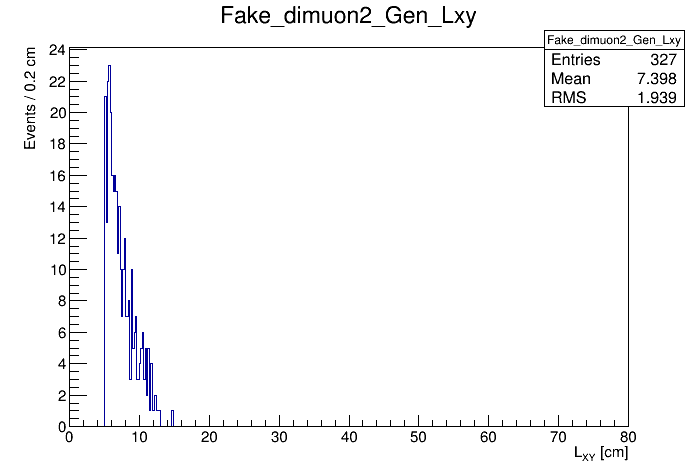 Fake_dimuon2_Gen_Lxy
Fake_dimuon2_Gen_Lxy
Entries 327
Mean 7.398
RMS 1.939
Events / 0.2 cm
24
22
20
18
16
14
12
10
8
6
4
2
0
0 10 20 30 40 50 60 70 80
LXY [cm]